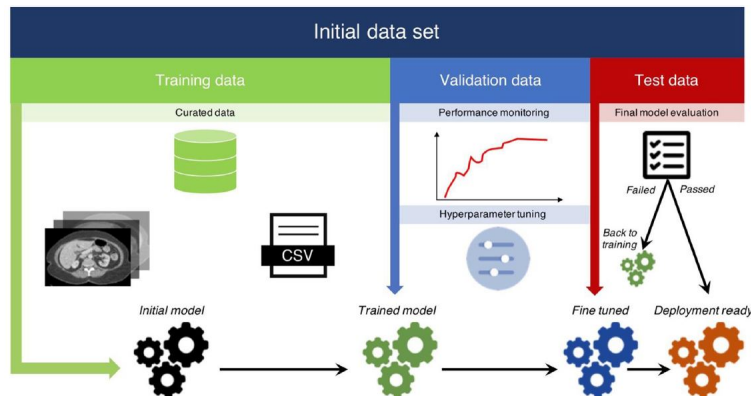 Initial data set
Training data
Validation data
Test data
Curated data
Performance monitoring
Final model evaluation
Failed
Passed
Hyperparameter tuning
Back to
training
CSV
Initial model
Trained model
Fine tuned
Deployment ready